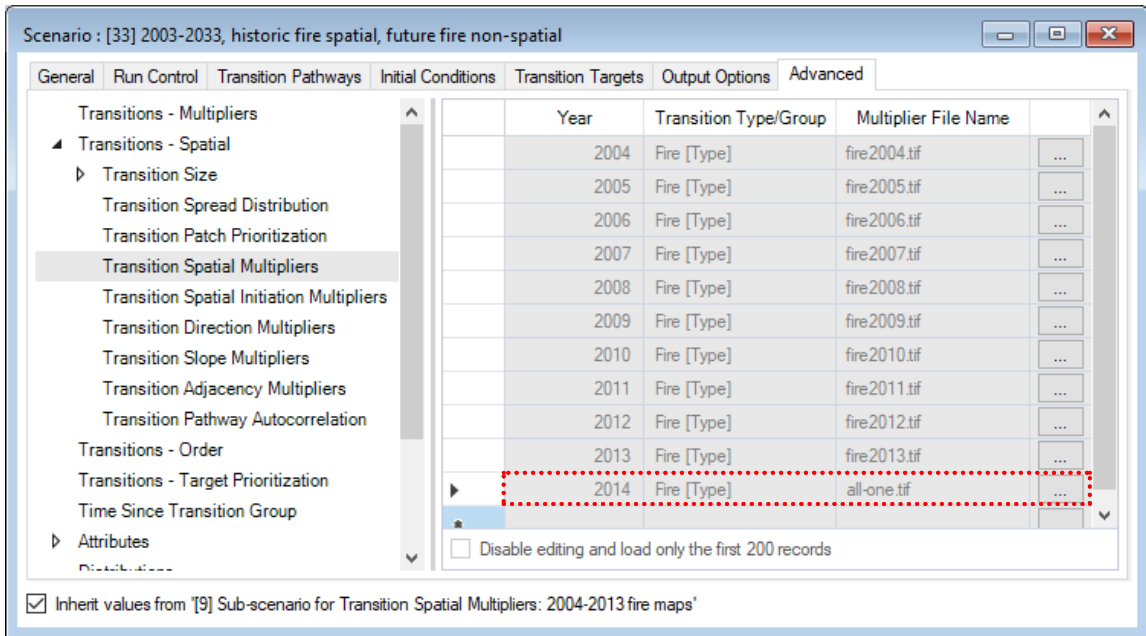 Scenario : [33] 2003-2033, historic fire spatial, future fire non-spatial
General Run Control Transition Pathways Initial Conditions Transition Targets Output Options Advanced
Transitions - Multipliers
Transitions - Spatial
Transition Size
Transition Spread Distribution
Transition Patch Prioritization
Transition Spatial Multipliers
Transition Spatial Initiation Multipliers
Transition Direction Multipliers
Transition Slope Multipliers
Transition Adjacency Multipliers
Transition Pathway Autocorrelation
Transitions - Order
Transitions - Target Prioritization
Time Since Transition Group
Attributes
Distributions
Year Transition Type/Group Multiplier File Name
2004 Fire [Type] fire2004.tif ...
2005 Fire [Type] fire2005.tif ...
2006 Fire [Type] fire2006.tif ...
2007 Fire [Type] fire2007.tif ...
2008 Fire [Type] fire2008.tif ...
2009 Fire [Type] fire2009.tif ...
2010 Fire [Type] fire2010.tif ...
2011 Fire [Type] fire2011.tif ...
2012 Fire [Type] fire2012.tif ...
2013 Fire [Type] fire2013.tif ...
2014 Fire [Type] all-one.tif ...
Disable editing and load only the first 200 records
Inherit values from '[9] Sub-scenario for Transition Spatial Multipliers: 2004-2013 fire maps'